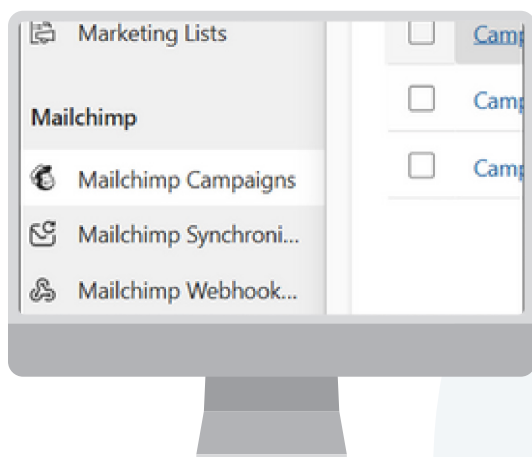 Marketing Lists
Mailchimp
Mailchimp Campaigns
Mailchimp Synchroni...
Mailchimp Webhook...
Camp
Camp
Camp